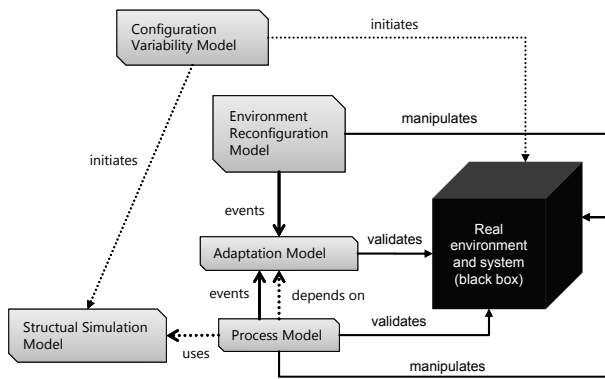 Configuration
Variability Model
initiates
Environment
Reconfiguration
Model
manipulates
initiates
events
Real
environment
and system
(black box)
Adaptation Model
validates
events
depends on
Structual Simulation
Model
uses
Process Model
validates
manipulates